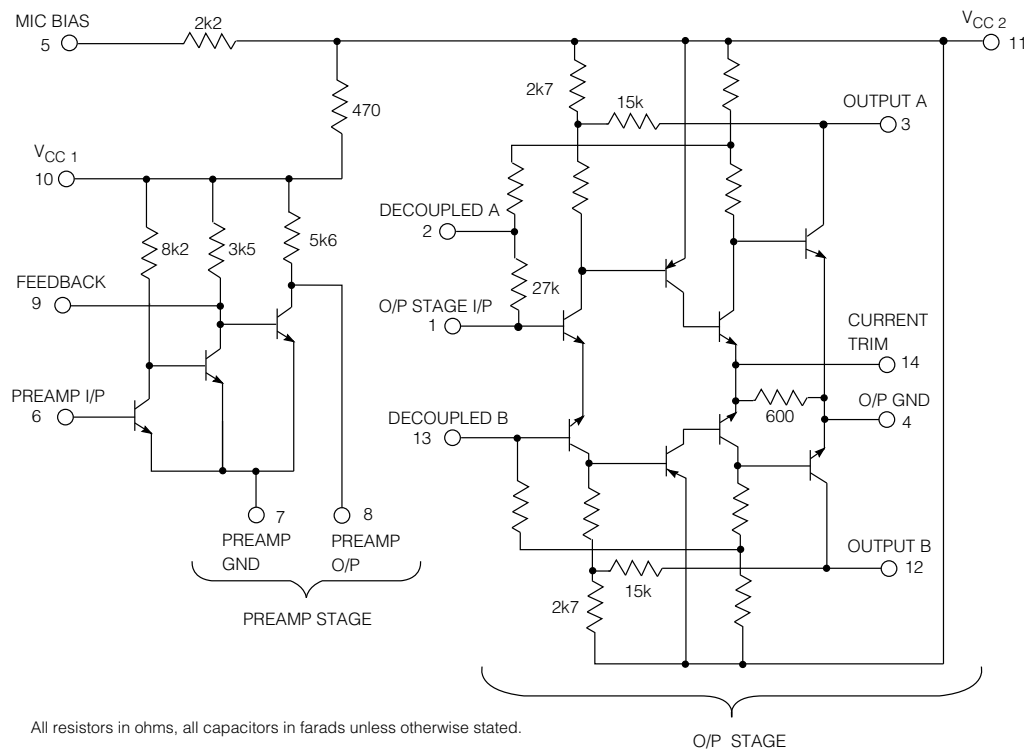 MIC BIAS
5
2k2
VCC 2
11
2k7
470
15k
OUTPUT A
3
VCC 1
10
DECOUPLED A
2
8k2
3k5
5k6
FEEDBACK
9
27k
O/P STAGE I/P
1
CURRENT
TRIM
14
PREAMP I/P
6
600
O/P GND
4
DECOUPLED B
13
7
PREAMP
GND
8
PREAMP
O/P
OUTPUT B
12
15k
2k7
PREAMP STAGE
All resistors in ohms, all capacitors in farads unless otherwise stated.
O/P STAGE